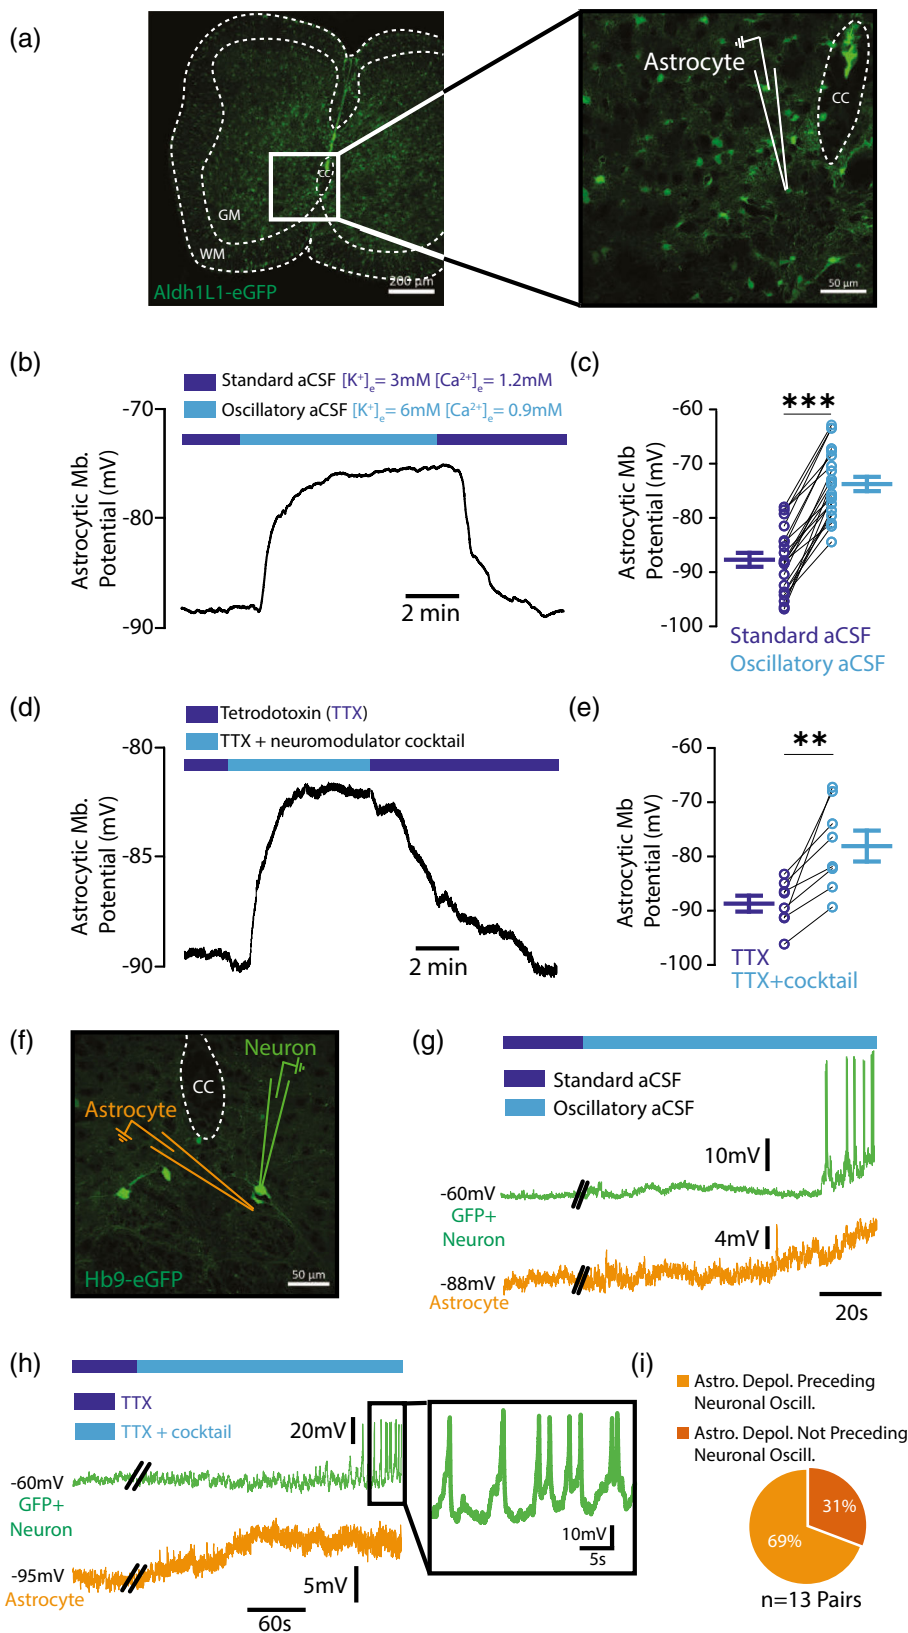 (a)
Astrocyte
CC
CC
GM
WM
Aldh1L1-eGFP
200 µm
50 µm
(b)
Standard aCSF [K⁺]ₑ= 3mM [Ca²⁺]ₑ= 1.2mM
Oscillatory aCSF [K⁺]ₑ= 6mM [Ca²⁺]ₑ= 0.9mM
Astrocytic Mb.
Potential (mV)
-70
-80
-90
2 min
(c)
***
Astrocytic Mb
Potential (mV)
-60
-70
-80
-90
-100
Standard aCSF
Oscillatory aCSF
(d)
Tetrodotoxin (TTX)
TTX + neuromodulator cocktail
Astrocytic Mb.
Potential (mV)
-80
-85
-90
2 min
(e)
**
Astrocytic Mb
Potential (mV)
-60
-70
-80
-90
-100
TTX
TTX+cocktail
(f)
Neuron
CC
Astrocyte
Hb9-eGFP
50 µm
(g)
Standard aCSF
Oscillatory aCSF
10mV
-60mV
GFP+
Neuron
4mV
-88mV
Astrocyte
20s
(h)
TTX
TTX + cocktail
20mV
-60mV
GFP+
Neuron
10mV
5s
-95mV
Astrocyte
5mV
60s
(i)
Astro. Depol. Preceding
Neuronal Oscill.
Astro. Depol. Not Preceding
Neuronal Oscill.
31%
69%
n=13 Pairs